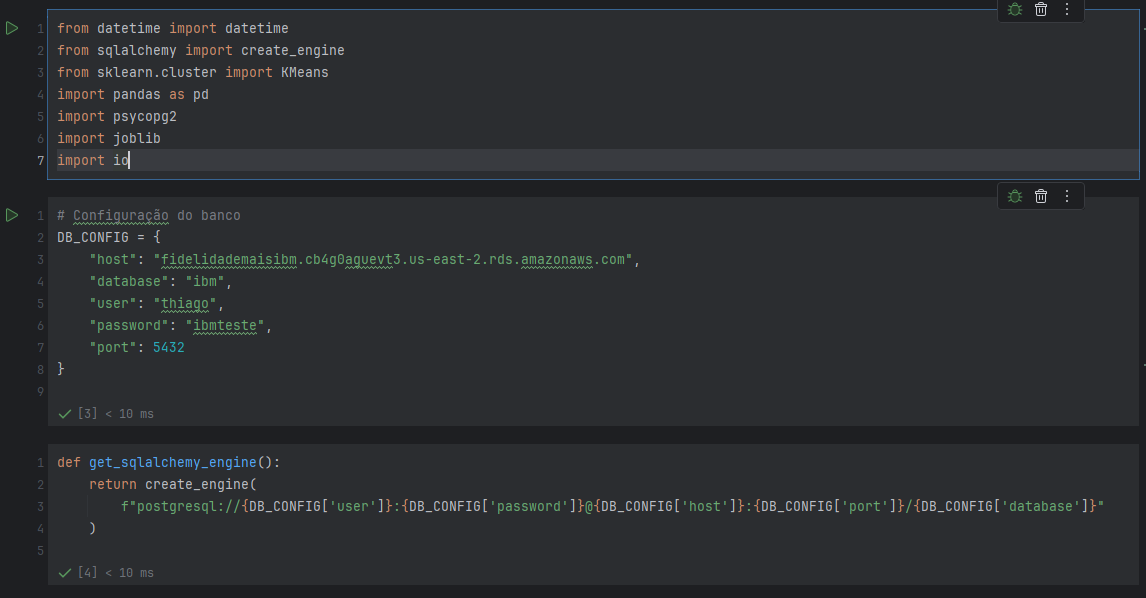 1 from datetime import datetime
2 from sqlalchemy import create_engine
3 from sklearn.cluster import KMeans
4 import pandas as pd
5 import psycopg2
6 import joblib
7 import io
1 # Configuração do banco
2 DB_CONFIG = {
3     "host": "fidelidademaisibm.cb4g0aguevt3.us-east-2.rds.amazonaws.com",
4     "database": "ibm",
5     "user": "thiago",
6     "password": "ibmteste",
7     "port": 5432
8 }
9
[3] < 10 ms
1 def get_sqlalchemy_engine():
2     return create_engine(
3         f"postgresql://{DB_CONFIG['user']}:{DB_CONFIG['password']}@{DB_CONFIG['host']}:{DB_CONFIG['port']}/{DB_CONFIG['database']}"
4     )
5
[4] < 10 ms